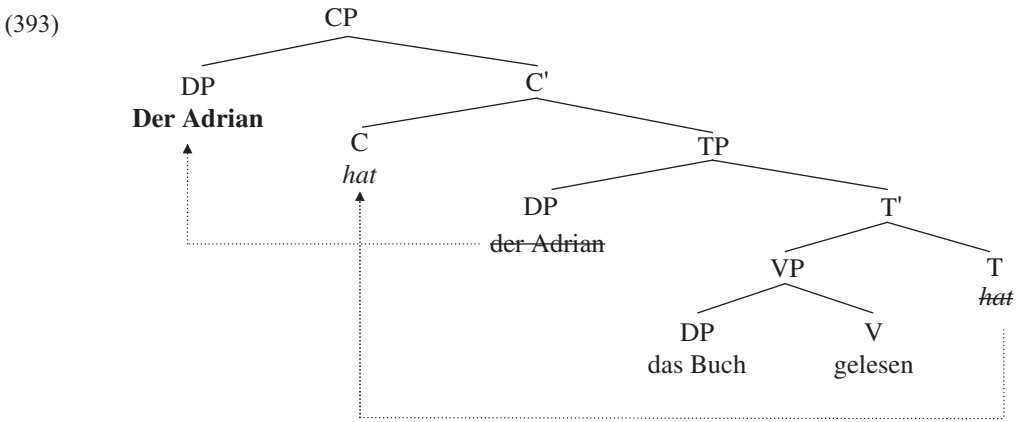 (393)
CP
DP
Der Adrian
C'
C
hat
TP
DP
der Adrian
T'
VP
T
hat
DP
das Buch
V
gelesen